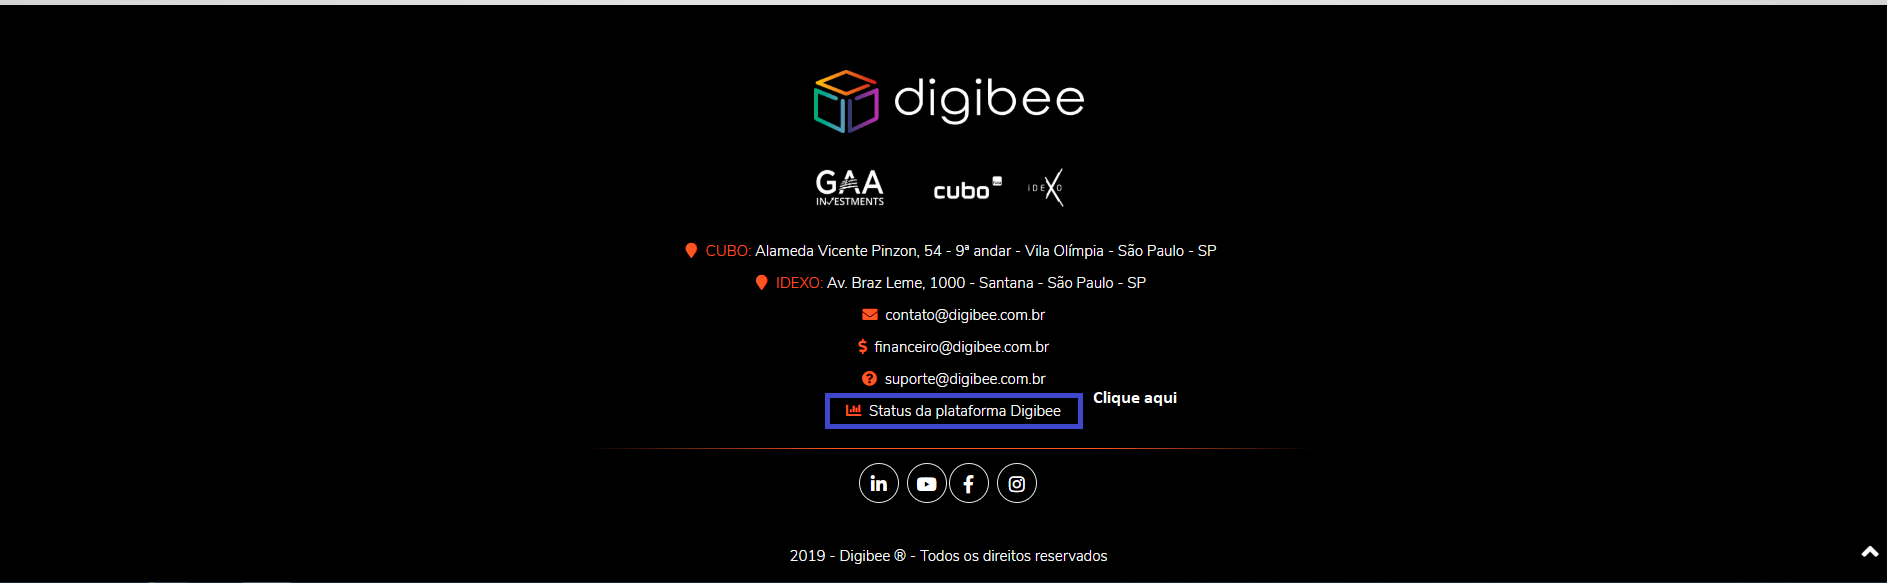 digibee
GAA cubo IDEXO
INVESTMENTS
CUBO: Alameda Vicente Pinzon, 54 - 9ª andar - Vila Olímpia - São Paulo - SP
IDEXO: Av. Braz Leme, 1000 - Santana - São Paulo - SP
contato@digibee.com.br
$ financeiro@digibee.com.br
? suporte@digibee.com.br
Status da plataforma Digibee
Clique aqui
in f
2019 - Digibee ® - Todos os direitos reservados